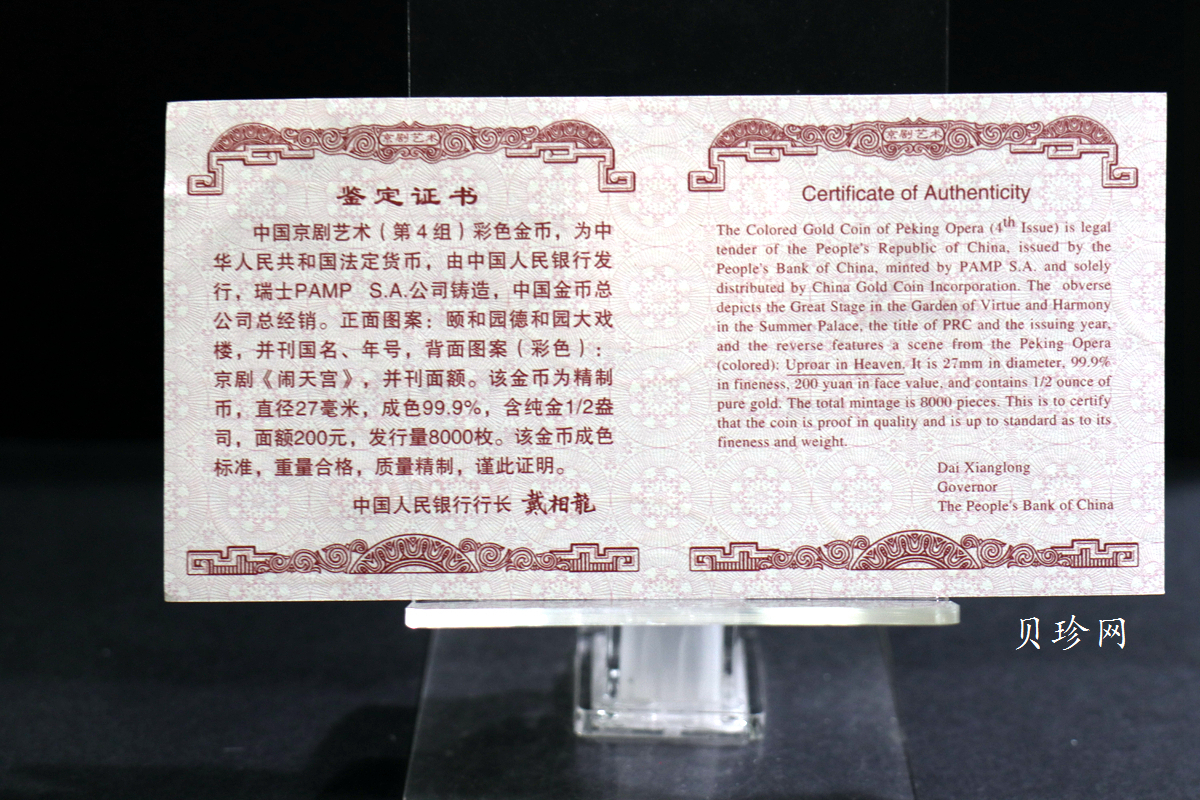 京剧艺术
鉴定证书
中国京剧艺术（第4组）彩色金币，为中
华人民共和国法定货币，由中国人民银行发
行，瑞士PAMP S.A.公司铸造，中国金币总
公司总经销。正面图案：颐和园德和园大戏
楼，并刊国名、年号，背面图案（彩色）：
京剧《闹天宫》，并刊面额。该金币为精制
币，直径27毫米，成色99.9%，含纯金1/2盎
司，面额200元，发行量8000枚。该金币成色
标准，重量合格，质量精制，谨此证明。
中国人民银行行长 戴相龍
京剧艺术
Certificate of Authenticity
The Colored Gold Coin of Peking Opera (4th Issue) is legal
tender of the People's Republic of China, issued by the
People's Bank of China, minted by PAMP S.A. and solely
distributed by China Gold Coin Incorporation. The obverse
depicts the Great Stage in the Garden of Virtue and Harmony
in the Summer Palace, the title of PRC and the issuing year,
and the reverse features a scene from the Peking Opera
(colored): Uproar in Heaven. It is 27mm in diameter, 99.9%
in fineness, 200 yuan in face value, and contains 1/2 ounce of
pure gold. The total mintage is 8000 pieces. This is to certify
that the coin is proof in quality and is up to standard as to its
fineness and weight.
Dai Xianglong
Governor
The People's Bank of China
贝珍网